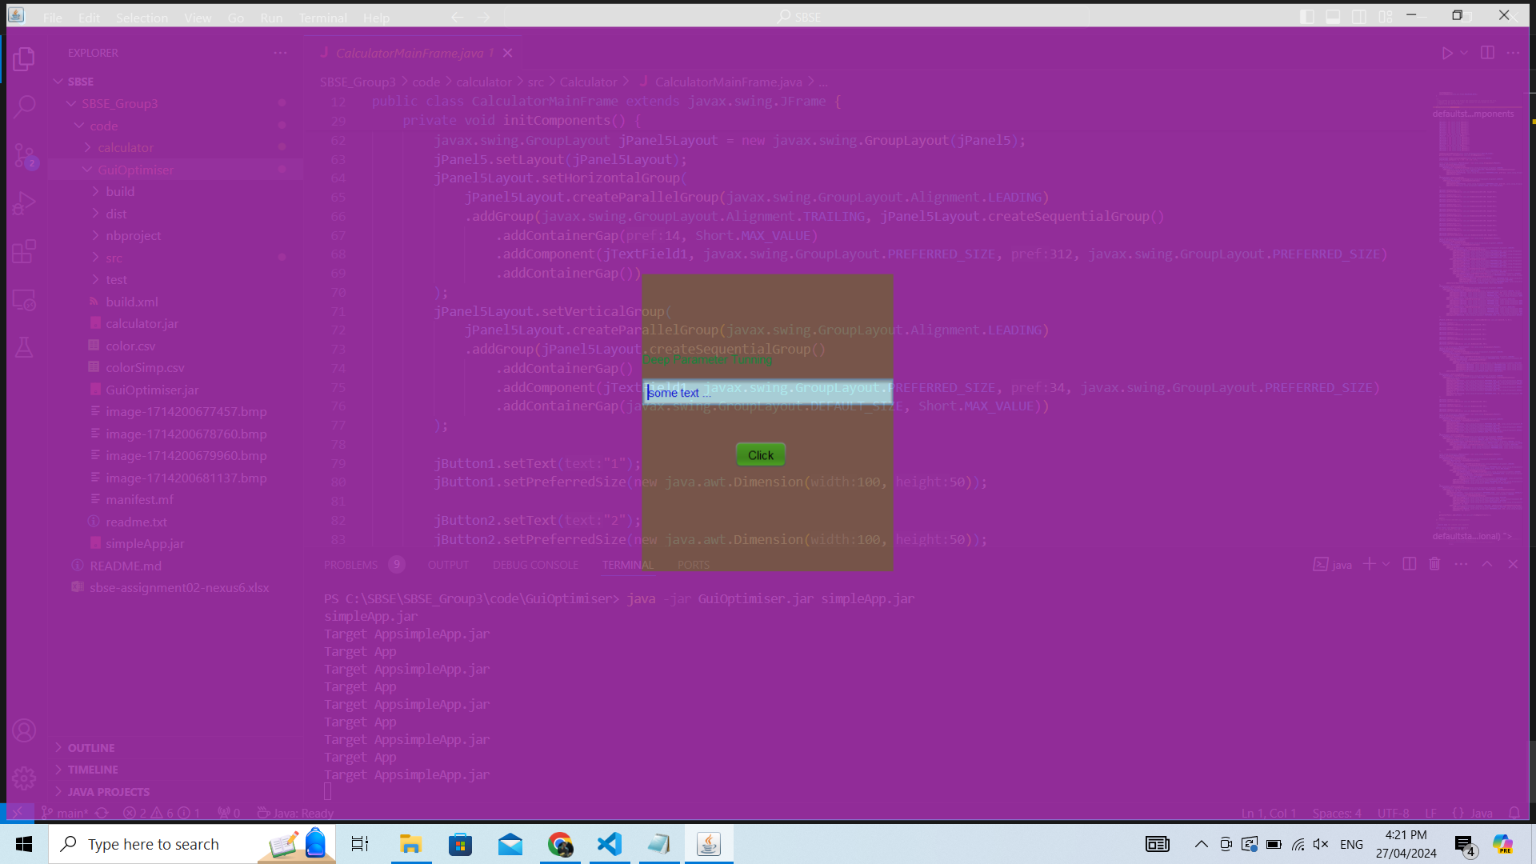 File Edit Selection View Go Run Terminal Help
SBSE
EXPLORER
SBSE
SBSE_Group3
code
calculator
GuiOptimiser
build
dist
nbproject
src
test
build.xml
calculator.jar
color.csv
colorSimp.csv
GuiOptimiser.jar
image-1714200677457.bmp
image-1714200678760.bmp
image-1714200679960.bmp
image-1714200681137.bmp
manifest.mf
readme.txt
simpleApp.jar
README.md
sbse-assignment02-nexus6.xlsx
OUTLINE
TIMELINE
JAVA PROJECTS
CalculatorMainFrame.java 1
SBSE_Group3 > code > calculator > src > Calculator > CalculatorMainFrame.java > ...
17 public class CalculatorMainFrame extends javax.swing.JFrame {
29 private void initComponents() {
62 javax.swing.GroupLayout jPanel5Layout = new javax.swing.GroupLayout(jPanel5);
63 jPanel5.setLayout(jPanel5Layout);
64 jPanel5Layout.setHorizontalGroup(
65 jPanel5Layout.createParallelGroup(javax.swing.GroupLayout.Alignment.LEADING)
66 .addGroup(javax.swing.GroupLayout.Alignment.TRAILING, jPanel5Layout.createSequentialGroup()
67 .addContainerGap(pref:14, Short.MAX_VALUE)
68 .addComponent(jTextField1, javax.swing.GroupLayout.PREFERRED_SIZE, pref:312, javax.swing.GroupLayout.PREFERRED_SIZE)
69 .addContainerGap())
70 );
71 jPanel5Layout.setVerticalGroup(
72 jPanel5Layout.createParallelGroup(javax.swing.GroupLayout.Alignment.LEADING)
73 .addGroup(jPanel5Layout.createSequentialGroup()
74 .addContainerGap()
75 .addComponent(jTextField1, javax.swing.GroupLayout.PREFERRED_SIZE, pref:34, javax.swing.GroupLayout.PREFERRED_SIZE)
76 .addContainerGap(javax.swing.GroupLayout.DEFAULT_SIZE, Short.MAX_VALUE))
77 );
78
79 jButton1.setText(text:"1");
80 jButton1.setPreferredSize(new java.awt.Dimension(width:100, height:50));
81
82 jButton2.setText(text:"2");
83 jButton2.setPreferredSize(new java.awt.Dimension(width:100, height:50));
some text ...
Click
PROBLEMS 9 OUTPUT DEBUG CONSOLE TERMINAL PORTS
java
PS C:\SBSE\SBSE_Group3\code\GuiOptimiser> java -jar GuiOptimiser.jar simpleApp.jar
simpleApp.jar
Target AppsimpleApp.jar
Target App
Target AppsimpleApp.jar
Target App
Target AppsimpleApp.jar
Target App
Target AppsimpleApp.jar
Target App
Target AppsimpleApp.jar
main* 2 6 1 0 Java: Ready
Ln 1, Col 1 Spaces: 4 UTF-8 LF { } Java
Type here to search
ENG
4:21 PM
27/04/2024
4
PRE